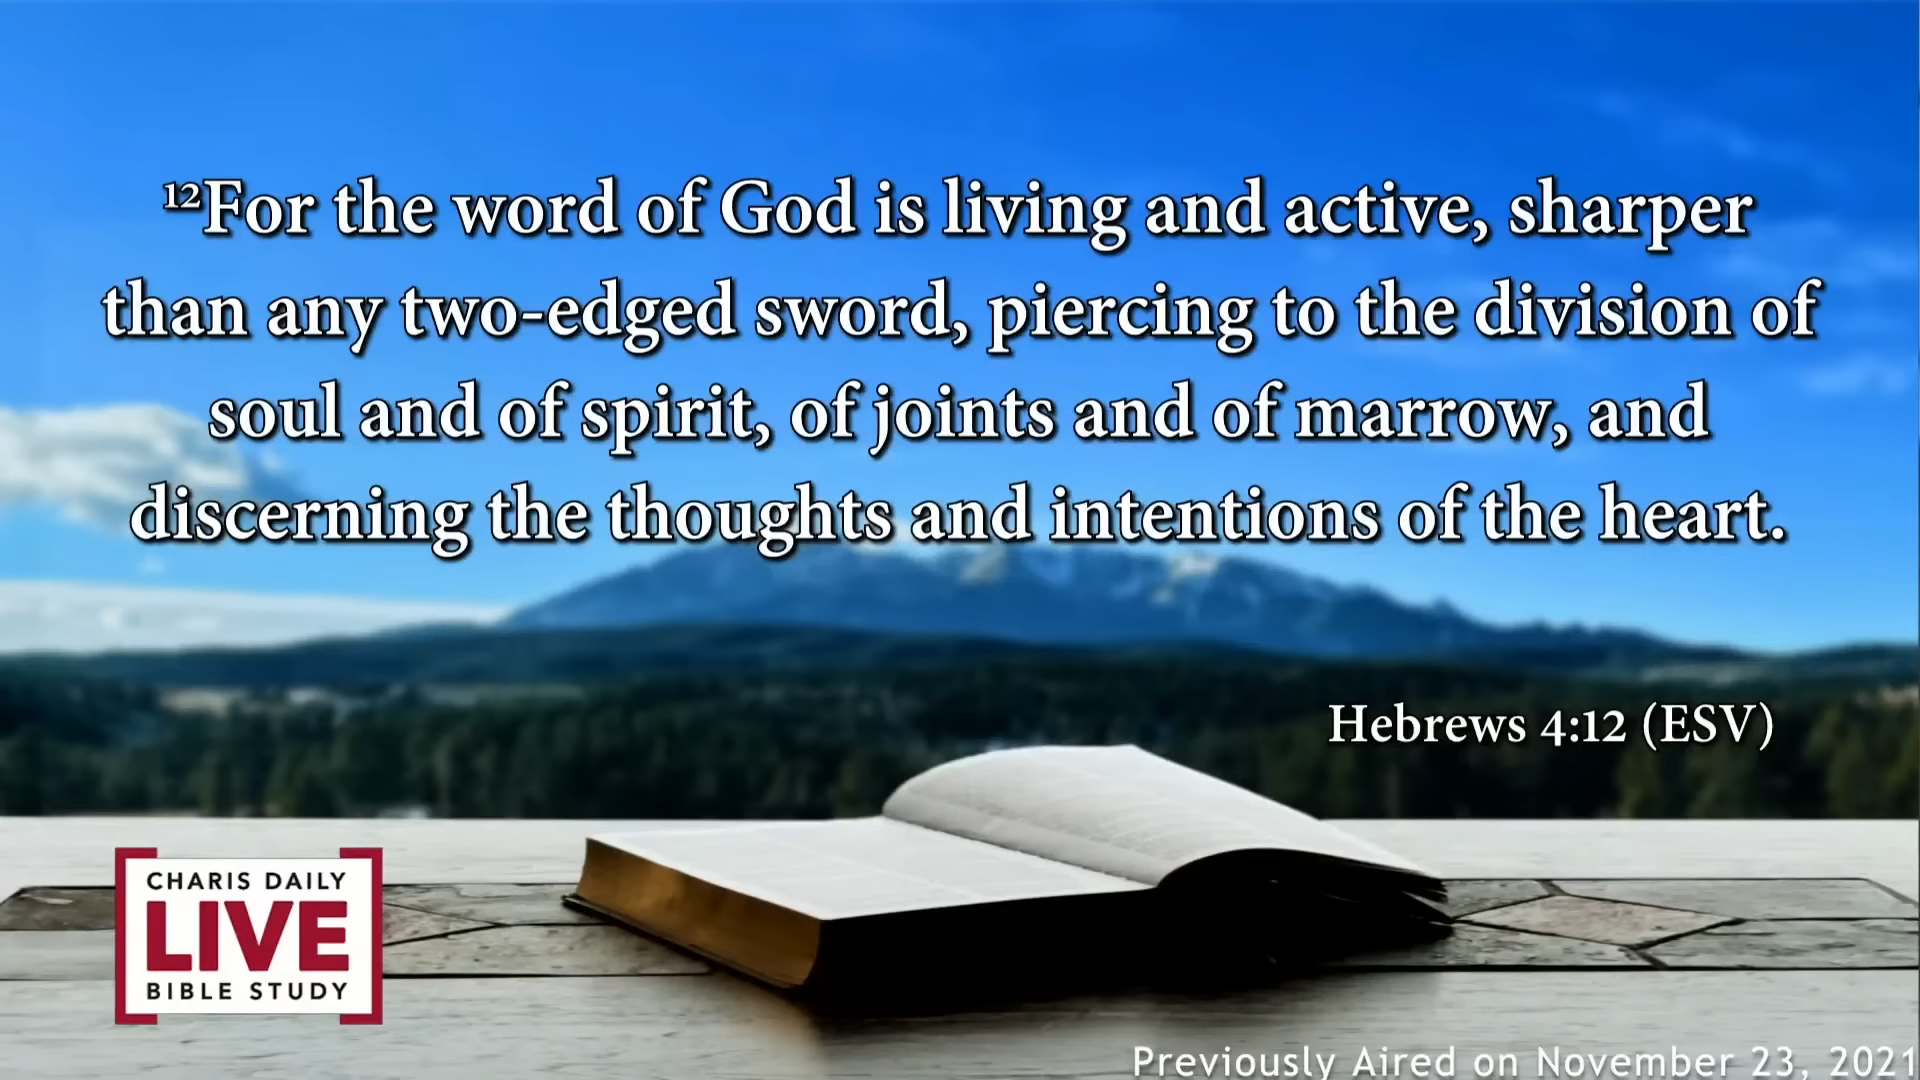 ¹²For the word of God is living and active, sharper
than any two-edged sword, piercing to the division of
soul and of spirit, of joints and of marrow, and
discerning the thoughts and intentions of the heart.
Hebrews 4:12 (ESV)
CHARIS DAILY
LIVE
BIBLE STUDY
Previously Aired on November 23, 2021